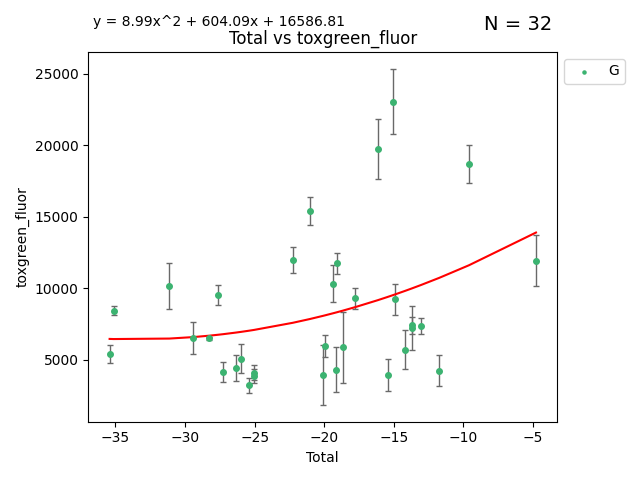 y = 8.99x^2 + 604.09x + 16586.81
N = 32
Total vs toxgreen_fluor
G
toxgreen_fluor
25000
20000
15000
10000
5000
−35
−30
−25
−20
−15
−10
−5
Total